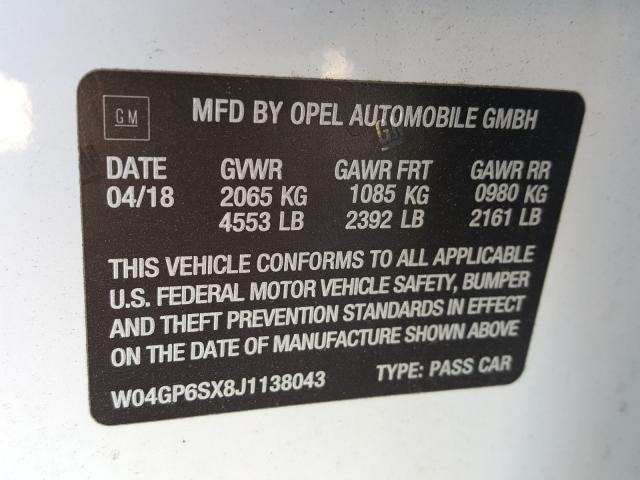 GM MFD BY OPEL AUTOMOBILE GMBH
DATE GVWR GAWR FRT GAWR RR
04/18 2065 KG 1085 KG 0980 KG
4553 LB 2392 LB 2161 LB
THIS VEHICLE CONFORMS TO ALL APPLICABLE
U.S. FEDERAL MOTOR VEHICLE SAFETY, BUMPER
AND THEFT PREVENTION STANDARDS IN EFFECT
ON THE DATE OF MANUFACTURE SHOWN ABOVE
W04GP6SX8J1138043 TYPE: PASS CAR